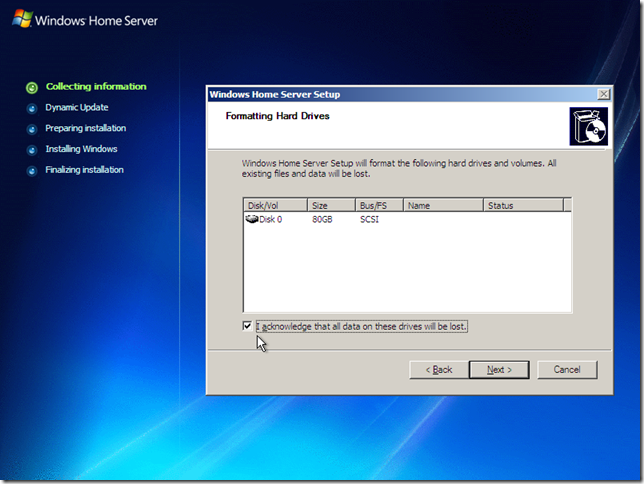 Windows Home Server
Collecting information
Dynamic Update
Preparing installation
Installing Windows
Finalizing installation
Windows Home Server Setup
Formatting Hard Drives
Windows Home Server Setup will format the following hard drives and volumes. All
existing files and data will be lost.
Disk/Vol Size Bus/FS Name Status
Disk 0 80GB SCSI
I acknowledge that all data on these drives will be lost.
< Back Next > Cancel